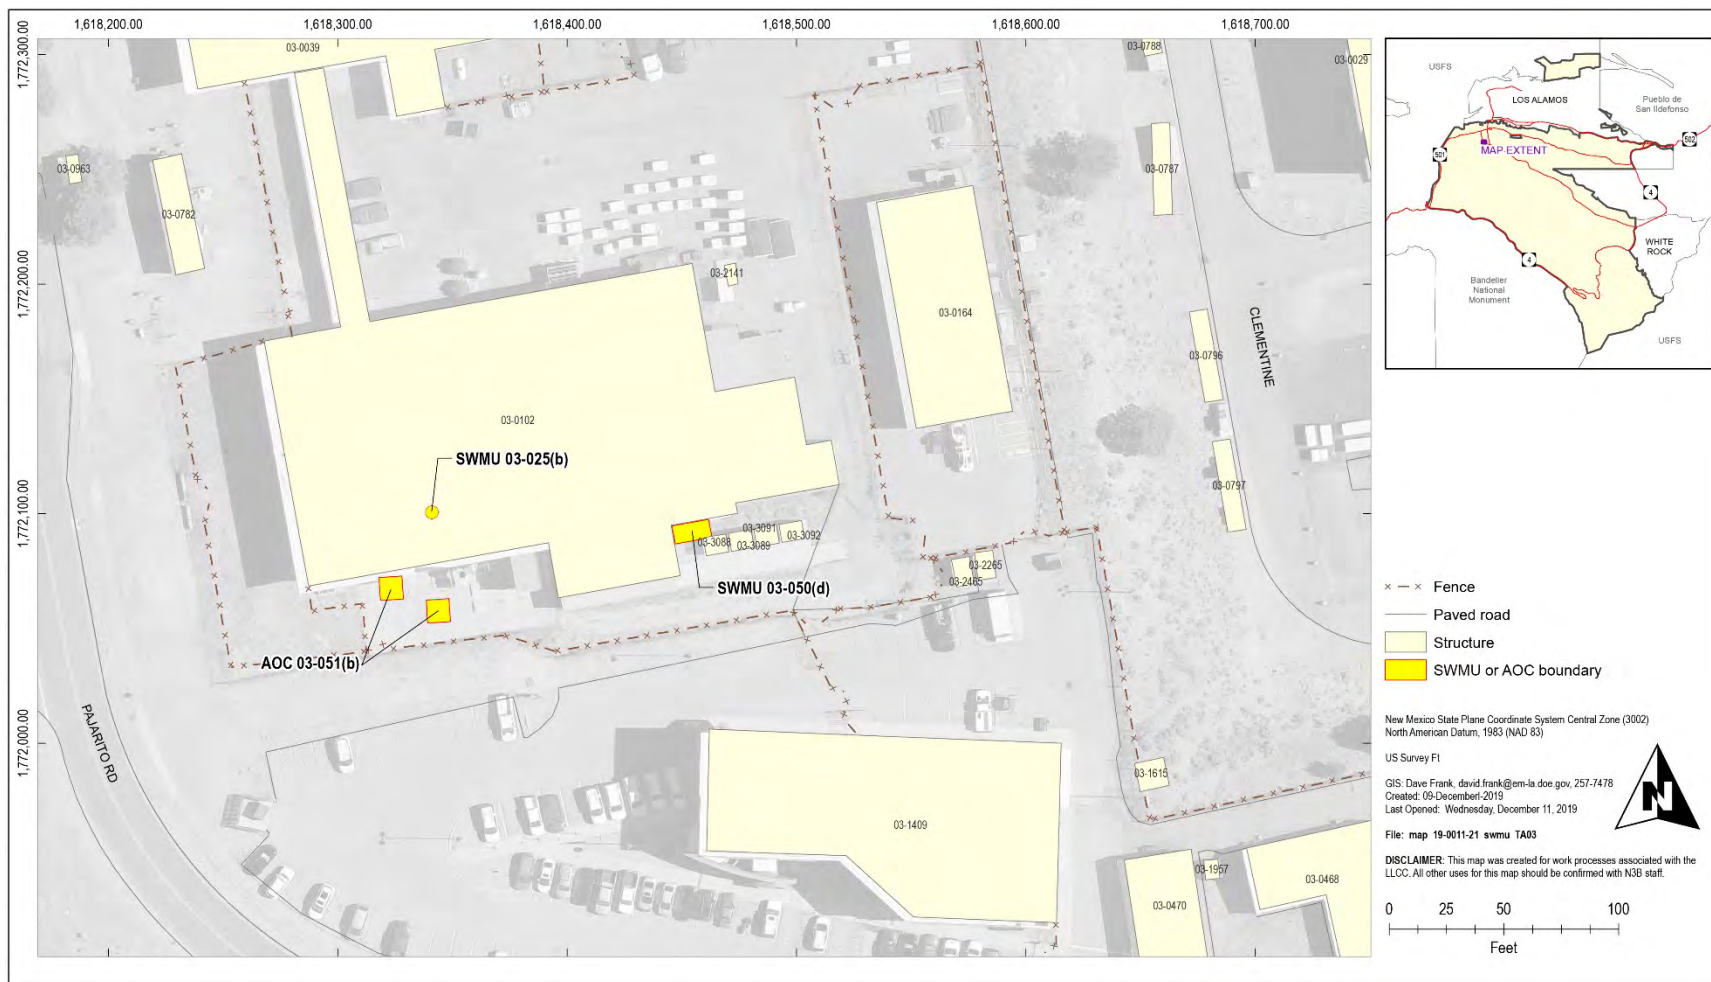 1,618,200.00
1,618,300.00
1,618,400.00
1,618,500.00
1,618,600.00
1,618,700.00
1,772,300.00
1,772,200.00
1,772,100.00
1,772,000.00
03-0039
03-0788
03-0029
03-0963
03-0782
03-0787
03-2141
03-0164
03-0796
CLEMENTINE
03-0102
SWMU 03-025(b)
03-0797
03-3091
03-3092
03-3088
03-3089
03-2265
03-2465
SWMU 03-050(d)
AOC 03-051(b)
PAJARITO RD
03-1615
03-1409
03-1957
03-0468
03-0470
USFS
LOS ALAMOS
Pueblo de
San Ildefonso
502
501
MAP EXTENT
4
WHITE
ROCK
4
Bandelier
National
Monument
USFS
Fence
Paved road
Structure
SWMU or AOC boundary
New Mexico State Plane Coordinate System Central Zone (3002)
North American Datum, 1983 (NAD 83)
US Survey Ft
GIS: Dave Frank, david.frank@em-la.doe.gov, 257-7478
Created: 09-Decemberl-2019
Last Opened: Wednesday, December 11, 2019
File: map 19-0011-21 swmu TA03
N
DISCLAIMER: This map was created for work processes associated with the
LLCC. All other uses for this map should be confirmed with N3B staff.
0 25 50 100
Feet